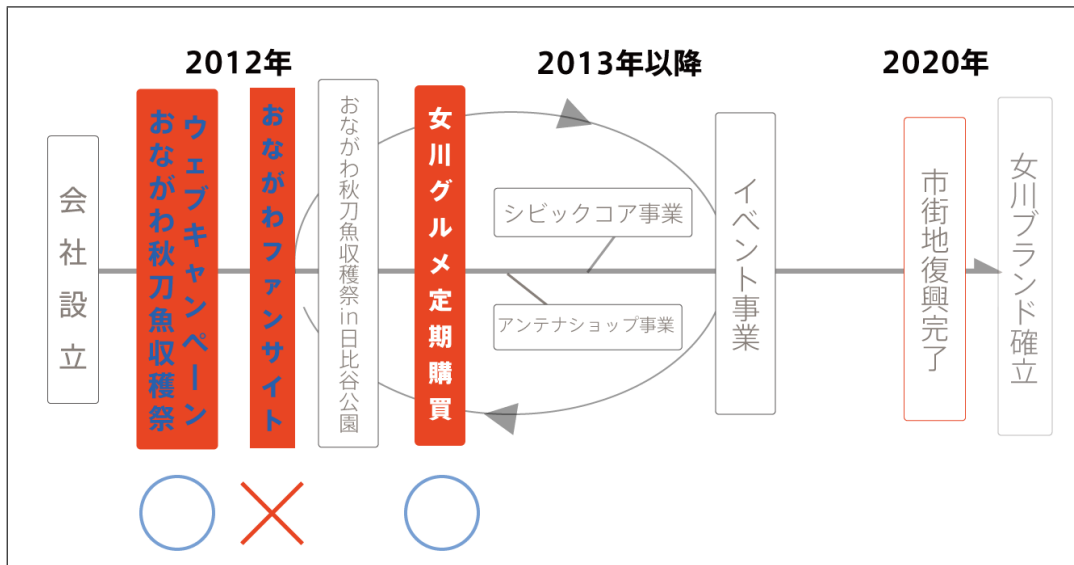 2012年
2013年以降
2020年
会社設立
ウェブキャンペーン
おながわ秋刀魚収穫祭
おながわファンサイト
おながわ秋刀魚収穫祭in日比谷公園
女川グルメ定期購買
シビックコア事業
アンテナショップ事業
イベント事業
市街地復興完了
女川ブランド確立